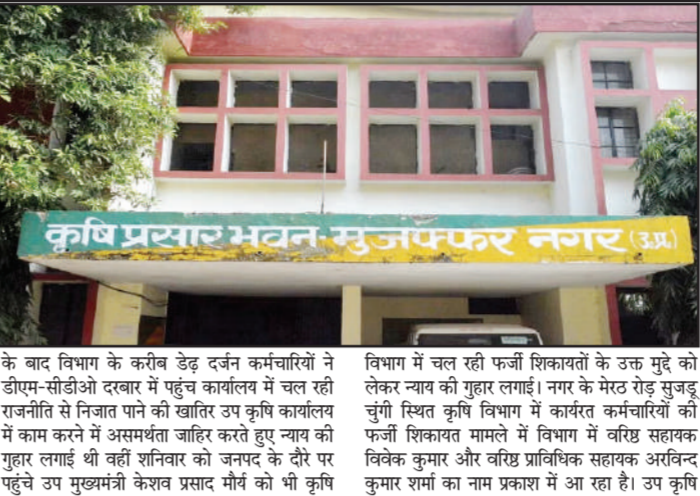 कृषि प्रसार भवन मुजफ्फर नगर (उ.प्र.)
के बाद विभाग के करीब डेढ़ दर्जन कर्मचारियों ने
डीएम-सीडीओ दरबार में पहुंच कार्यालय में चल रही
राजनीति से निजात पाने की खातिर उप कृषि कार्यालय
में काम करने में असमर्थता जाहिर करते हुए न्याय की
गुहार लगाई थी वहीं शनिवार को जनपद के दौरे पर
पहुंचे उप मुख्यमंत्री केशव प्रसाद मौर्य को भी कृषि
विभाग में चल रही फर्जी शिकायतों के उक्त मुद्दे को
लेकर न्याय की गुहार लगाई। नगर के मेरठ रोड़ सुजडू
चुंगी स्थित कृषि विभाग में कार्यरत कर्मचारियों की
फर्जी शिकायत मामले में विभाग में वरिष्ठ सहायक
विवेक कुमार और वरिष्ठ प्राविधिक सहायक अरविन्द
कुमार शर्मा का नाम प्रकाश में आ रहा है। उप कृषि